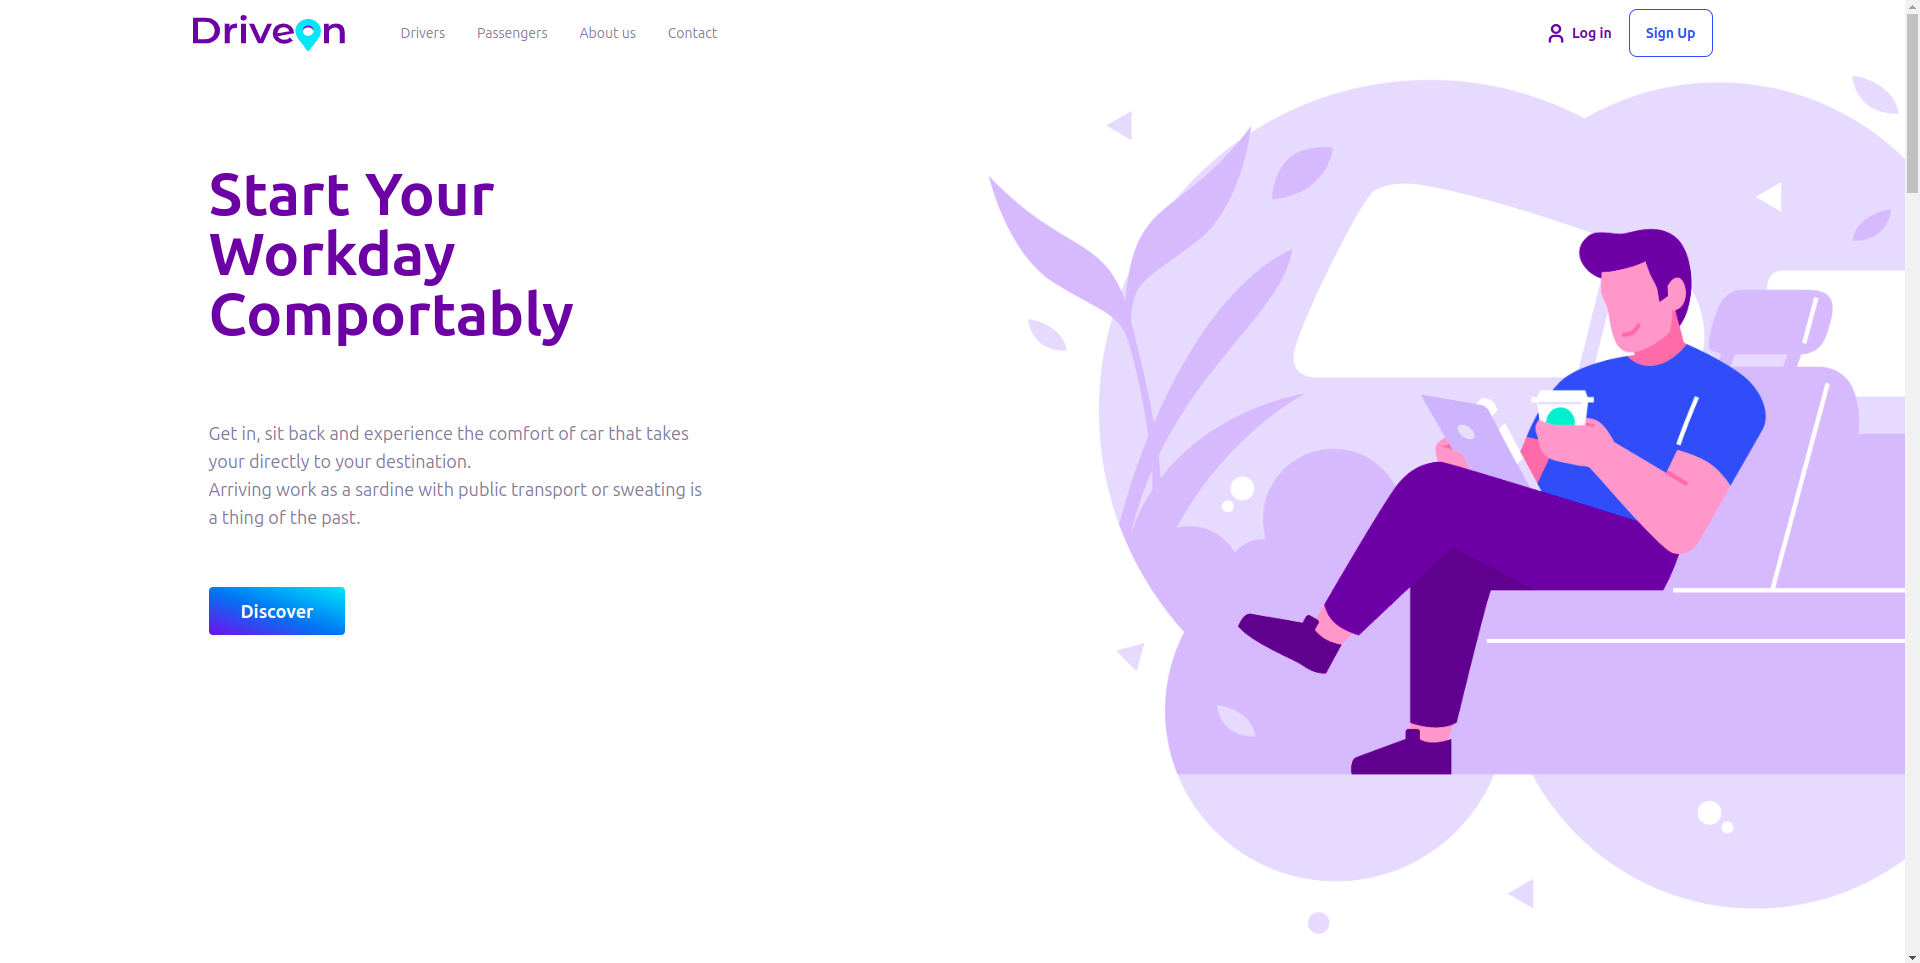 Driveon
Drivers
Passengers
About us
Contact
Log in
Sign Up
Start Your
Workday
Comportably
Get in, sit back and experience the comfort of car that takes
your directly to your destination.
Arriving work as a sardine with public transport or sweating is
a thing of the past.
Discover